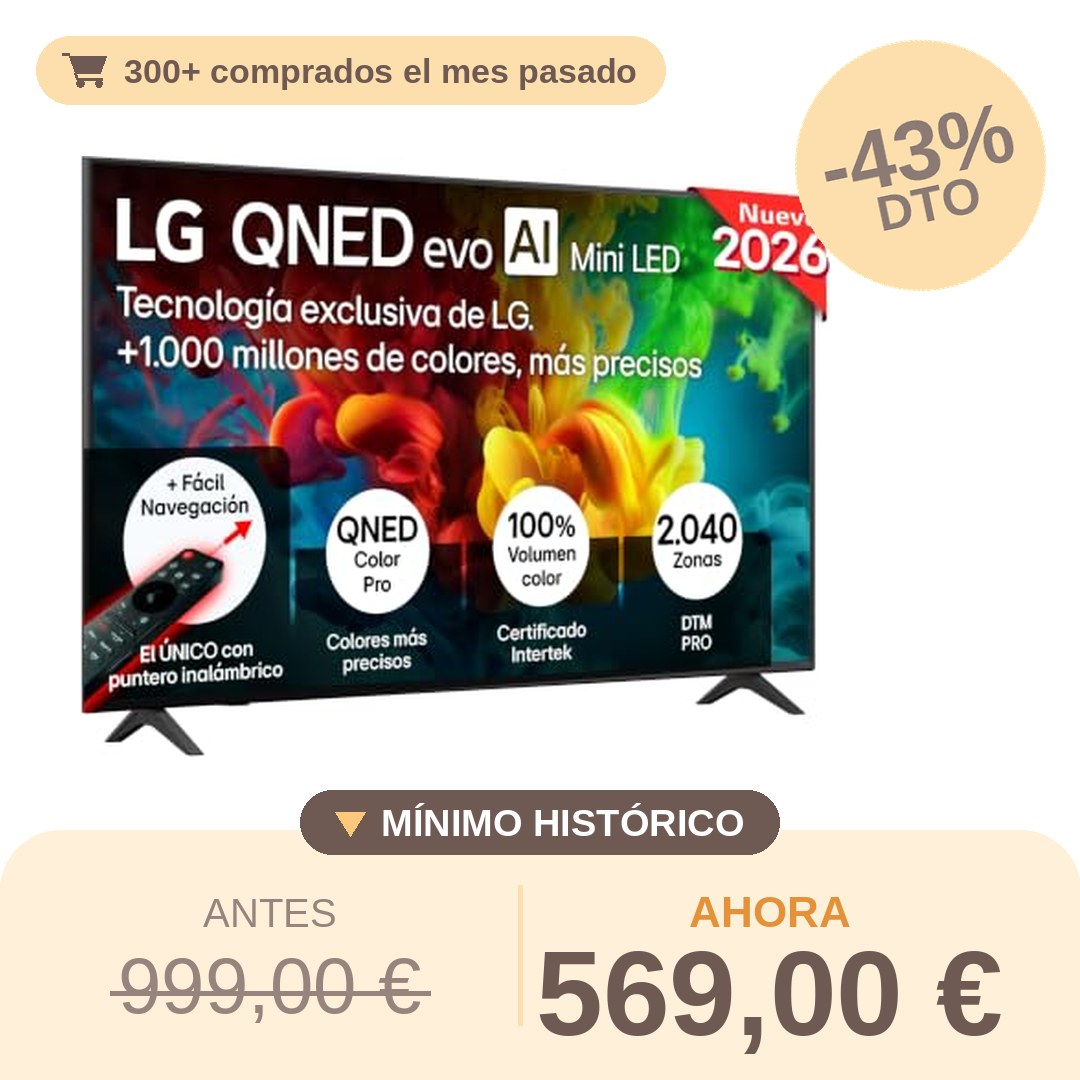 300+ comprados el mes pasado
-43%
DTO
LG QNED evo AI Mini LED
2026
Tecnología exclusiva de LG.
+1.000 millones de colores, más precisos
+ Fácil
Navegación
El ÚNICO con
puntero inalámbrico
QNED
Color
Pro
Colores más
precisos
100%
Volumen
color
Certificado
Intertek
2.040
Zonas
DTM
PRO
MÍNIMO HISTÓRICO
ANTES
999,00 €
AHORA
569,00 €